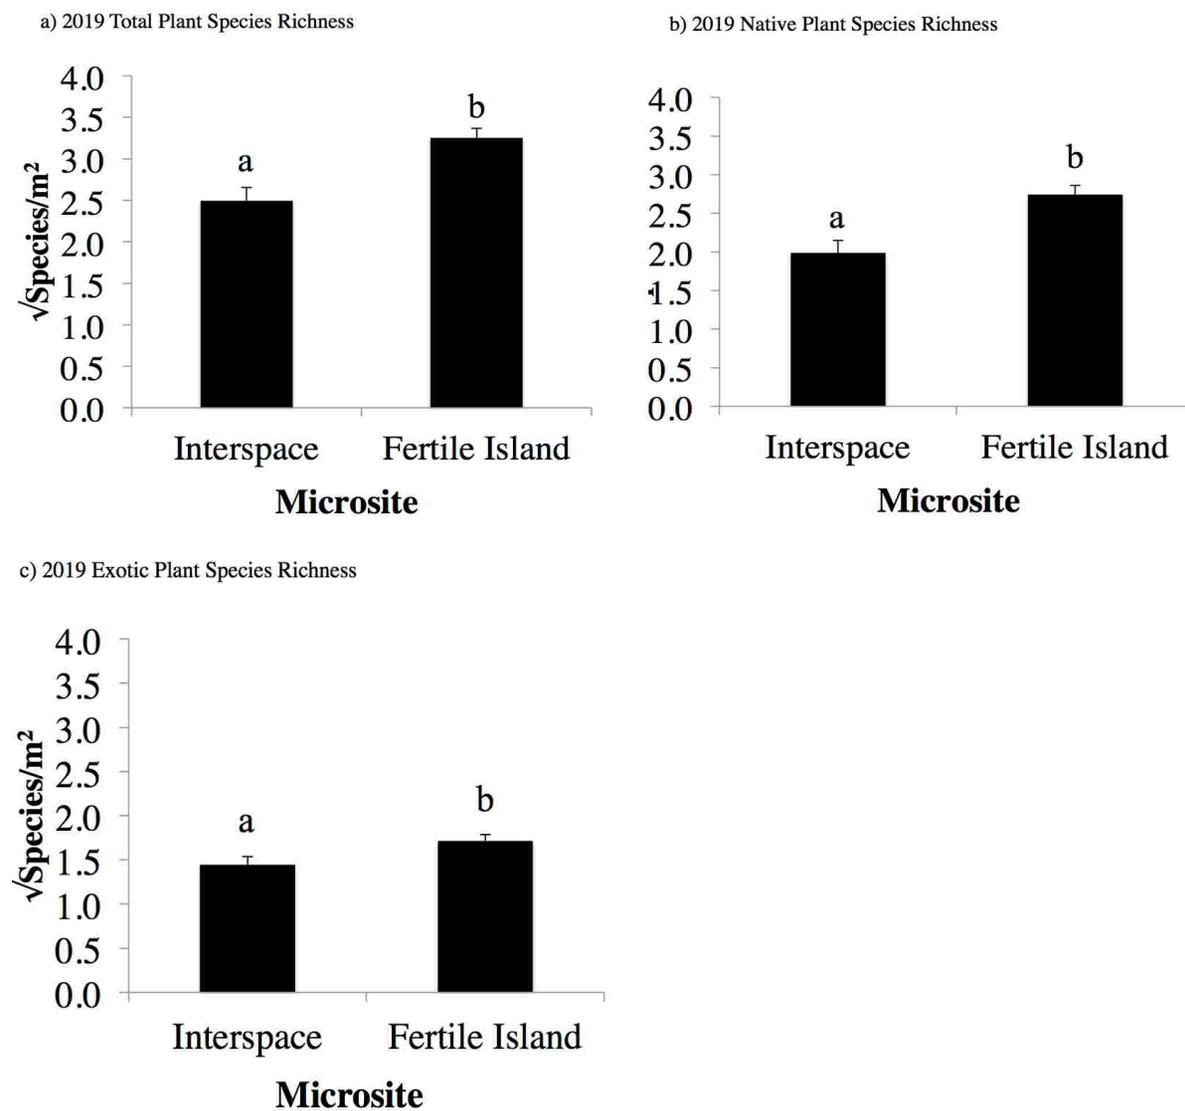 a) 2019 Total Plant Species Richness
√Species/m²
4.0
3.5
3.0
2.5
2.0
1.5
1.0
0.5
0.0
a
b
Interspace
Fertile Island
Microsite
b) 2019 Native Plant Species Richness
4.0
3.5
3.0
2.5
2.0
1.5
1.0
0.5
0.0
a
b
Interspace
Fertile Island
Microsite
c) 2019 Exotic Plant Species Richness
√Species/m²
4.0
3.5
3.0
2.5
2.0
1.5
1.0
0.5
0.0
a
b
Interspace
Fertile Island
Microsite